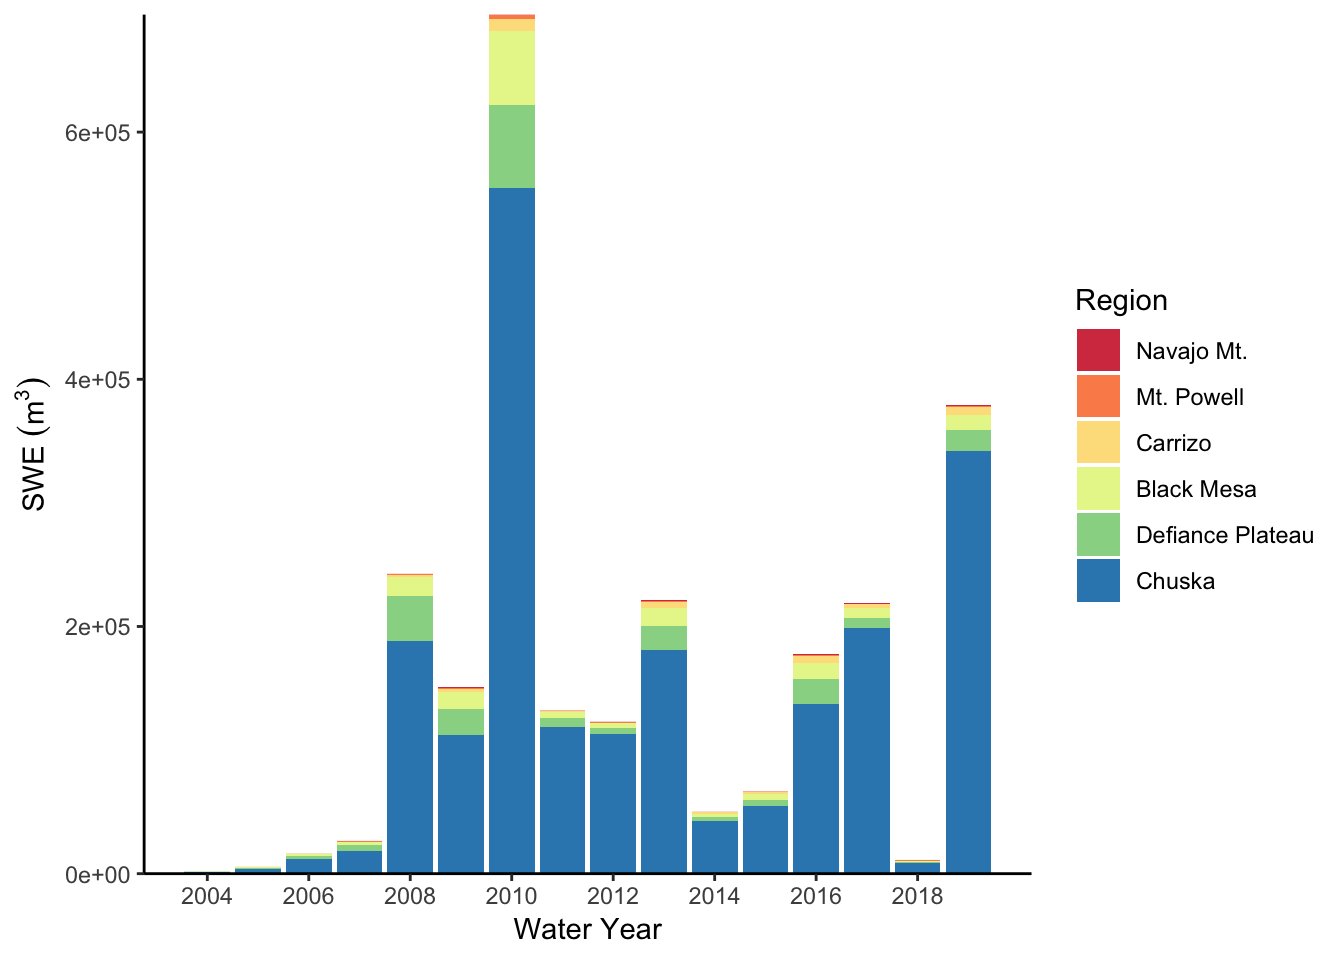 6e+05
4e+05
2e+05
0e+00
SWE (m³)
2004 2006 2008 2010 2012 2014 2016 2018
Water Year
Region
Navajo Mt.
Mt. Powell
Carrizo
Black Mesa
Defiance Plateau
Chuska